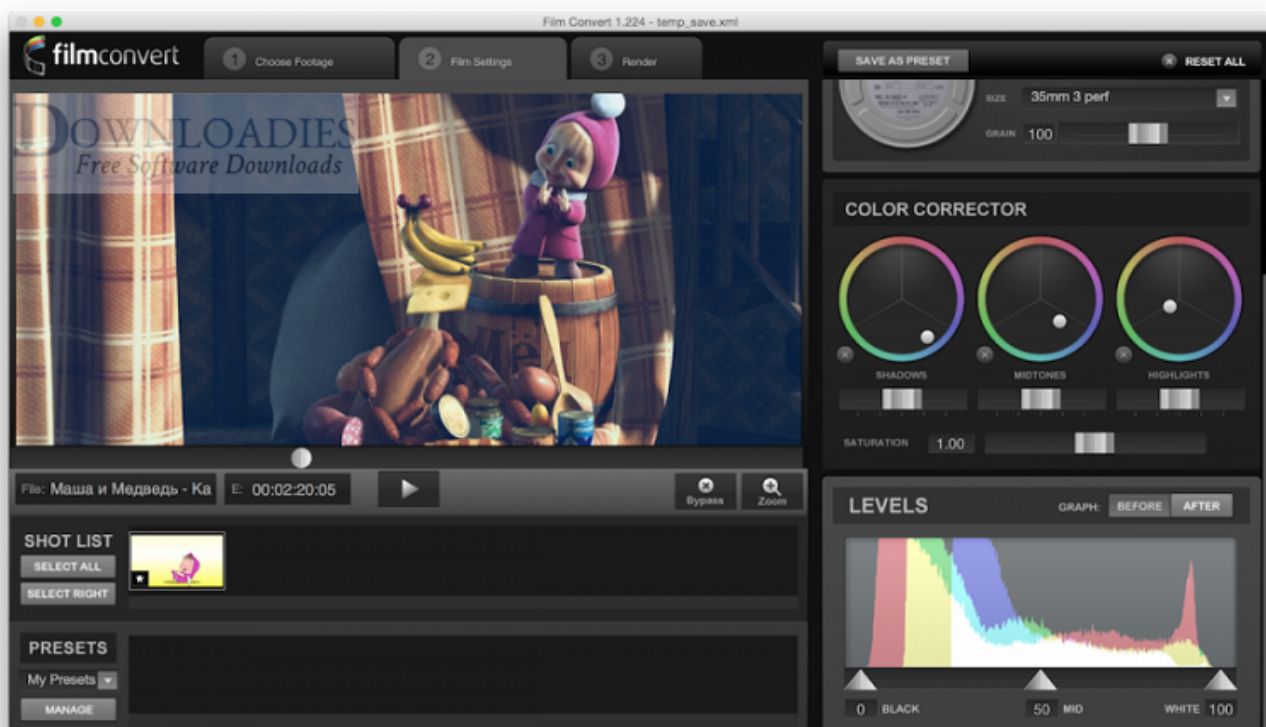 Film Convert 1.224 - temp_save.xml
filmconvert
1 Choose Footage
2 Film Settings
3 Render
SAVE AS PRESET
RESET ALL
DOWNLOADIES
Free Software Downloads
Мёд
SIZE 35mm 3 perf
GRAIN 100
COLOR CORRECTOR
SHADOWS
MIDTONES
HIGHLIGHTS
SATURATION 1.00
File: Маша и Медведь - Ка
E: 00:02:20:05
Bypass
Zoom
SHOT LIST
SELECT ALL
SELECT RIGHT
PRESETS
My Presets
MANAGE
LEVELS
GRAPH: BEFORE AFTER
0 BLACK
50 MID
WHITE 100